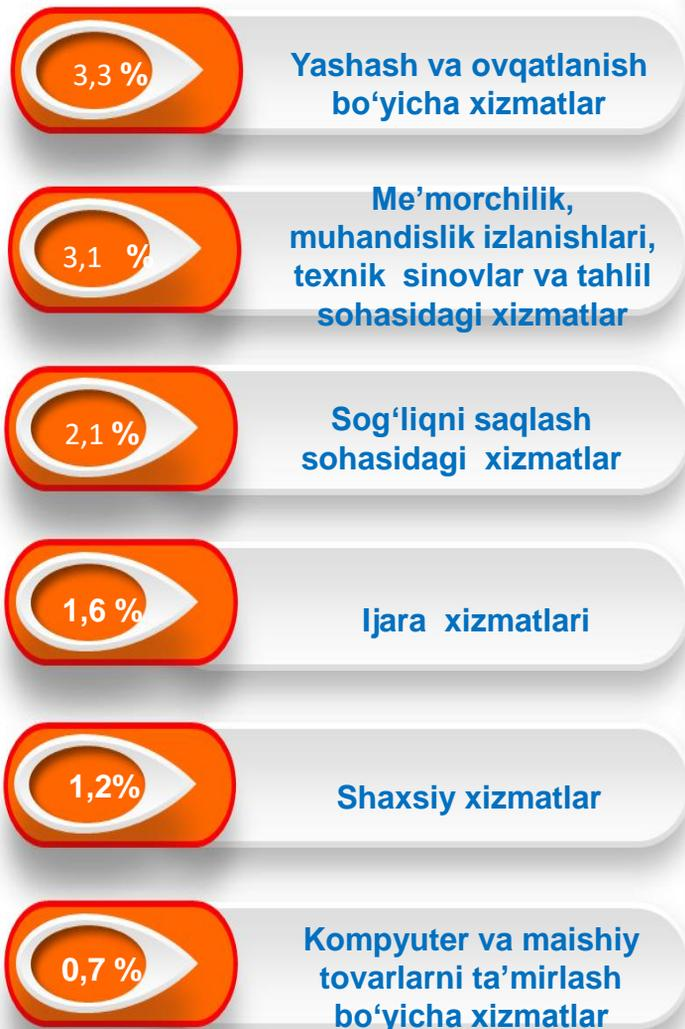 3,3 %
Yashash va ovqatlanish
bo‘yicha xizmatlar
3,1 %
Me’morchilik,
muhandislik izlanishlari,
texnik sinovlar va tahlil
sohasidagi xizmatlar
2,1 %
Sog‘liqni saqlash
sohasidagi xizmatlar
1,6 %
Ijara xizmatlari
1,2%
Shaxsiy xizmatlar
0,7 %
Kompyuter va maishiy
tovarlarni ta’mirlash
bo‘yicha xizmatlar